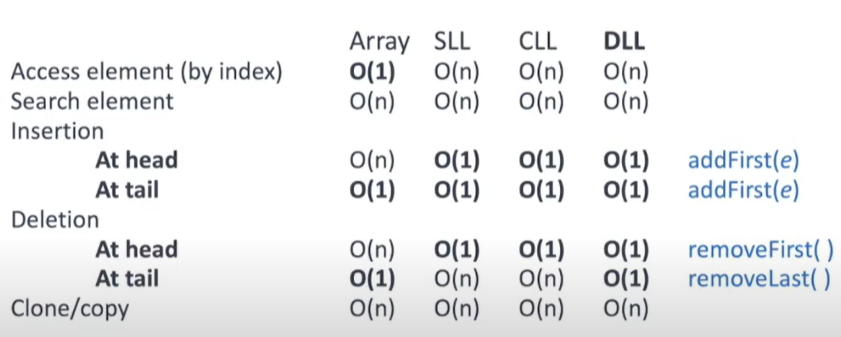 Array SLL CLL DLL
Access element (by index) O(1) O(n) O(n) O(n)
Search element O(n) O(n) O(n) O(n)
Insertion
At head O(n) O(1) O(1) O(1) addFirst(e)
At tail O(1) O(1) O(1) O(1) addFirst(e)
Deletion
At head O(n) O(1) O(1) O(1) removeFirst( )
At tail O(1) O(n) O(n) O(1) removeLast( )
Clone/copy O(n) O(n) O(n) O(n)